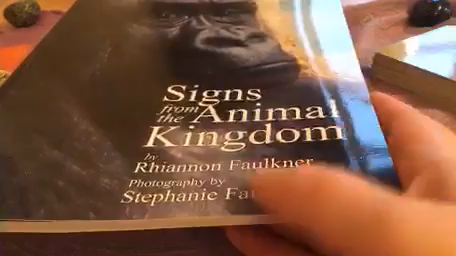 Signs
from
the Animal
Kingdom
by
Rhiannon Faulkner
Photography by
Stephanie